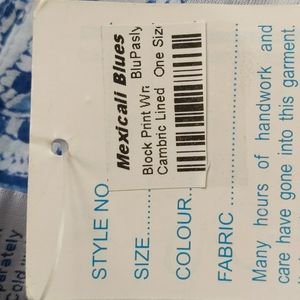 Mexicali Blues
BluPasly
Block Print Wr
Cambric Lined One Size
STYLE NO
SIZE
COLOUR
FABRIC
Many hours of handwork and
care have gone into this garment.